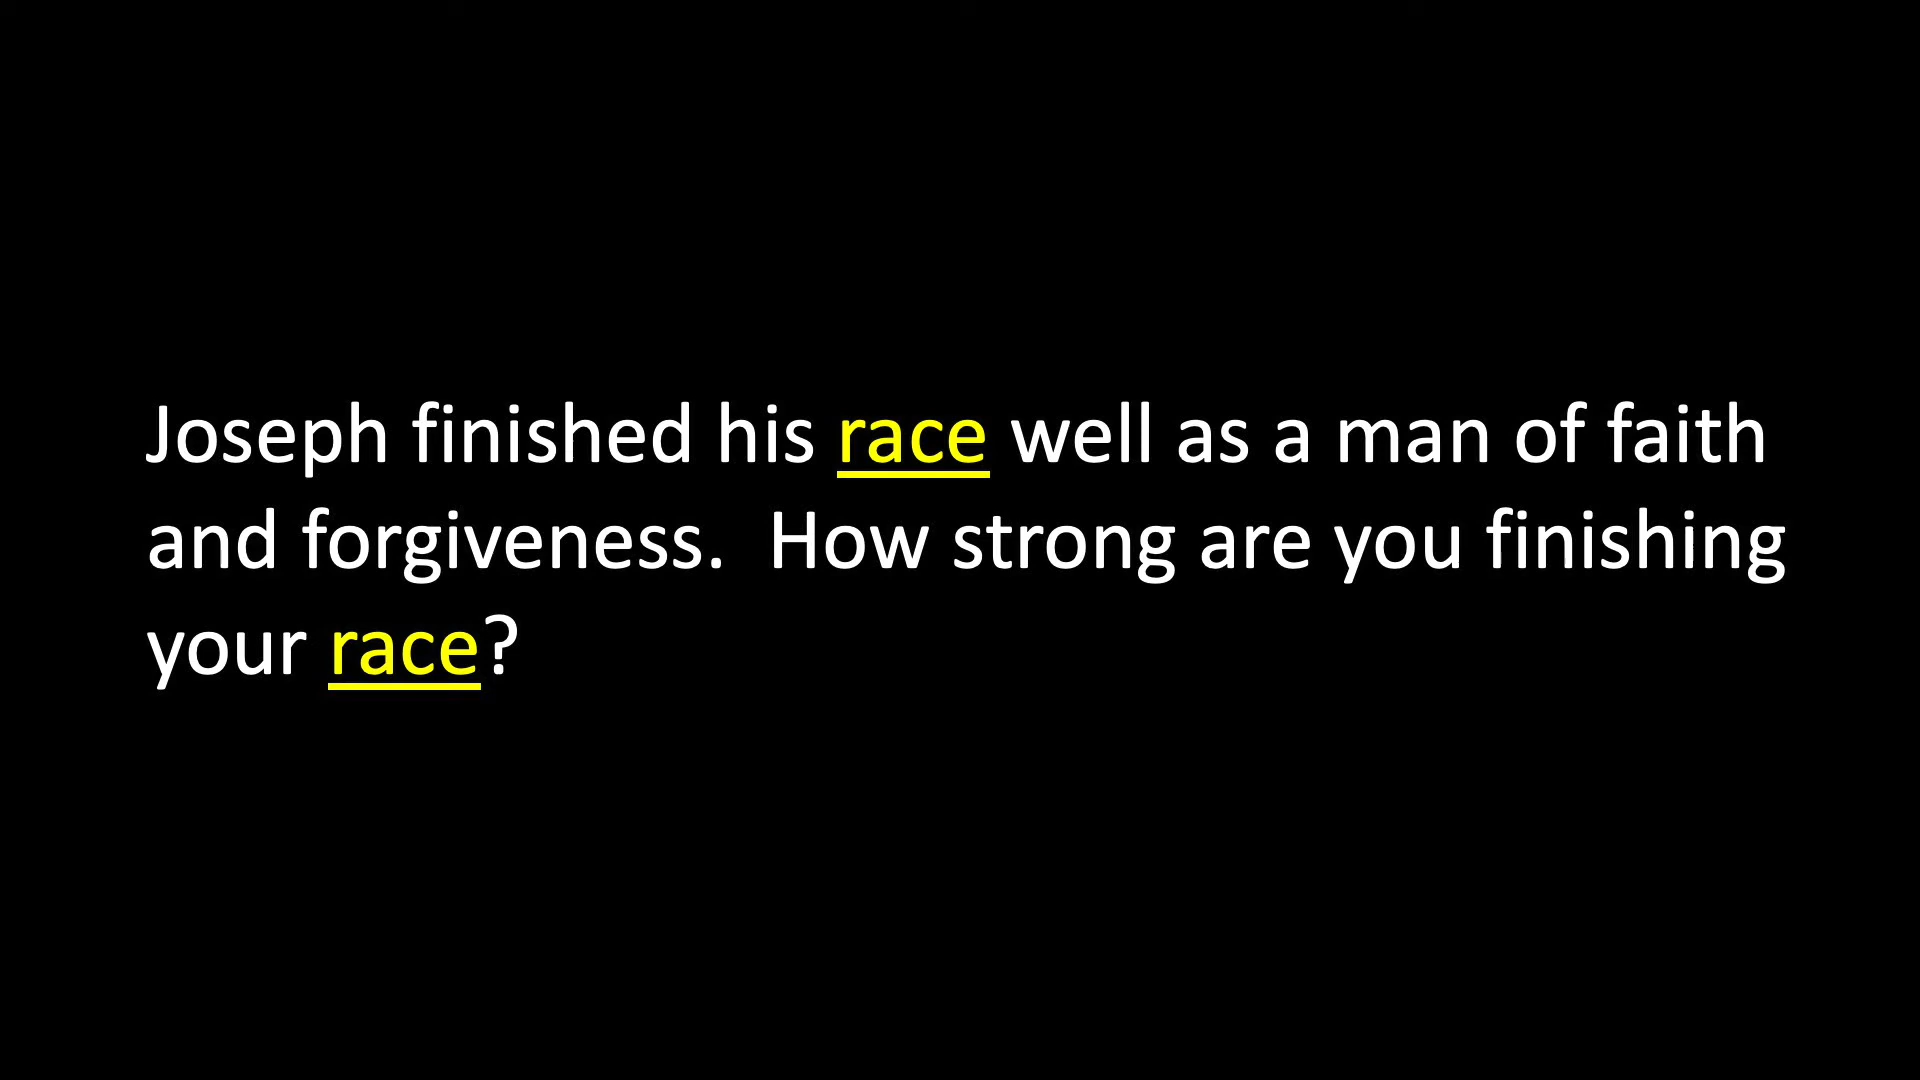 Joseph finished his race well as a man of faith
and forgiveness.  How strong are you finishing
your race?